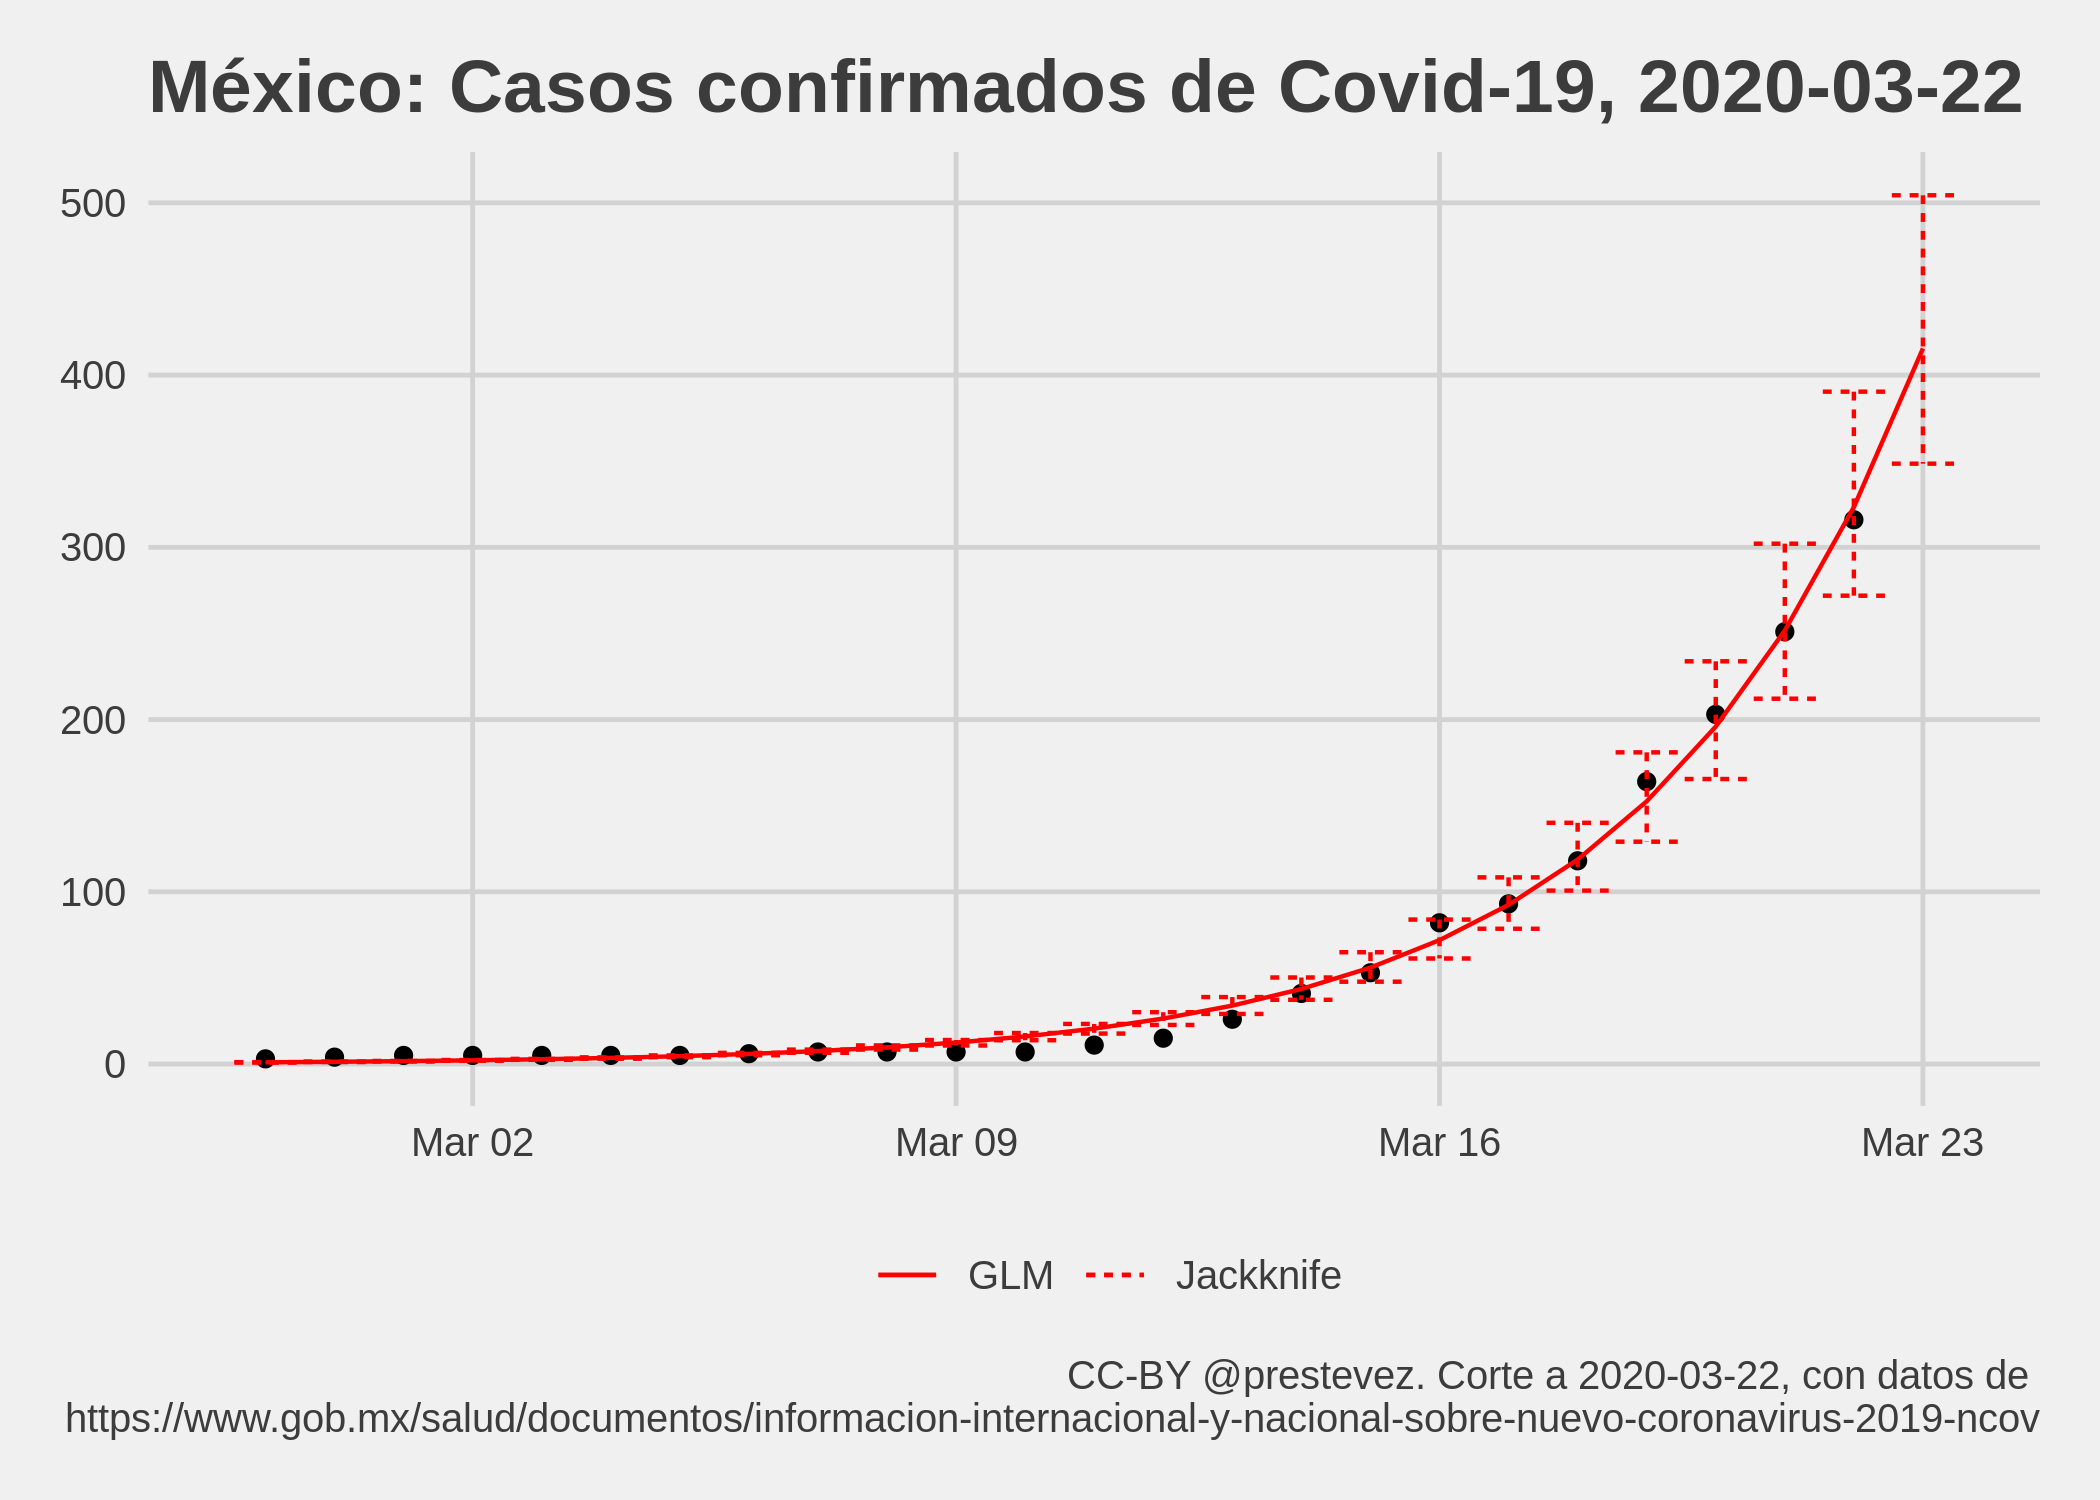 México: Casos confirmados de Covid-19, 2020-03-22
500
400
300
200
100
0
Mar 02 Mar 09 Mar 16 Mar 23
GLM Jackknife
CC-BY @prestevez. Corte a 2020-03-22, con datos de
https://www.gob.mx/salud/documentos/informacion-internacional-y-nacional-sobre-nuevo-coronavirus-2019-ncov